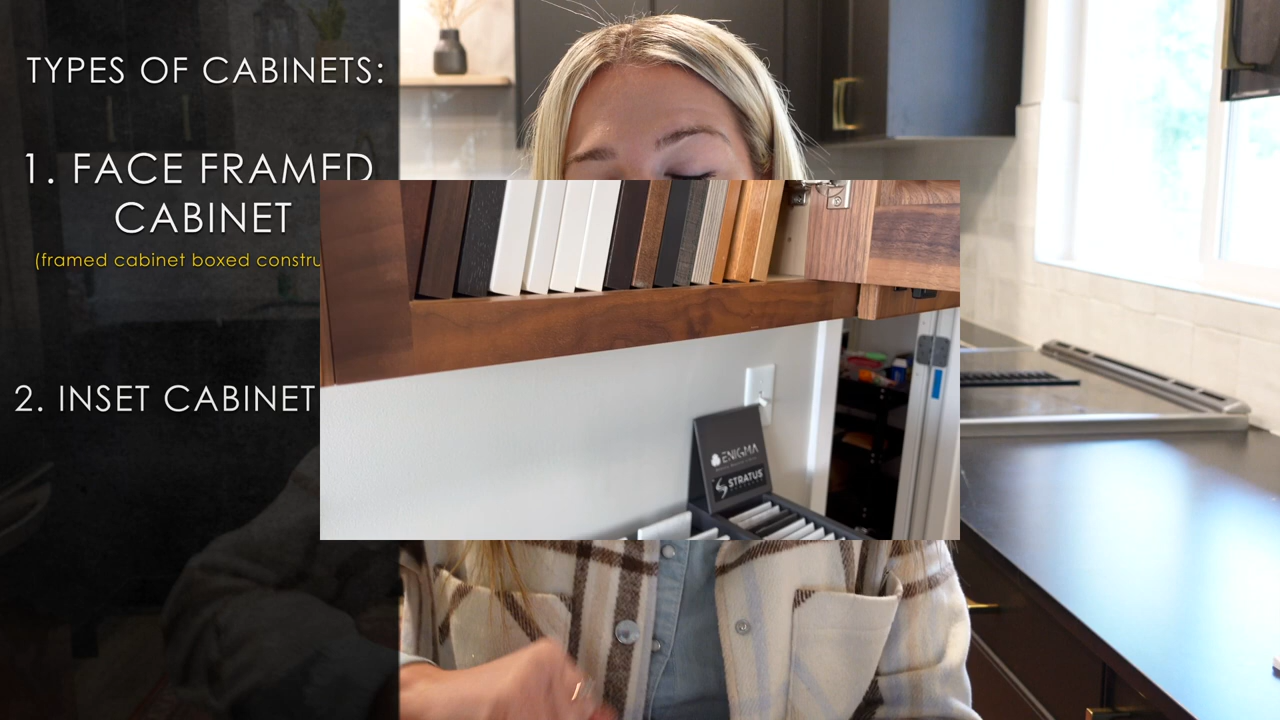 TYPES OF CABINETS:
1. FACE FRAMED
CABINET
(framed cabinet boxed constru
2. INSET CABINET
ENIGMA
STRATUS